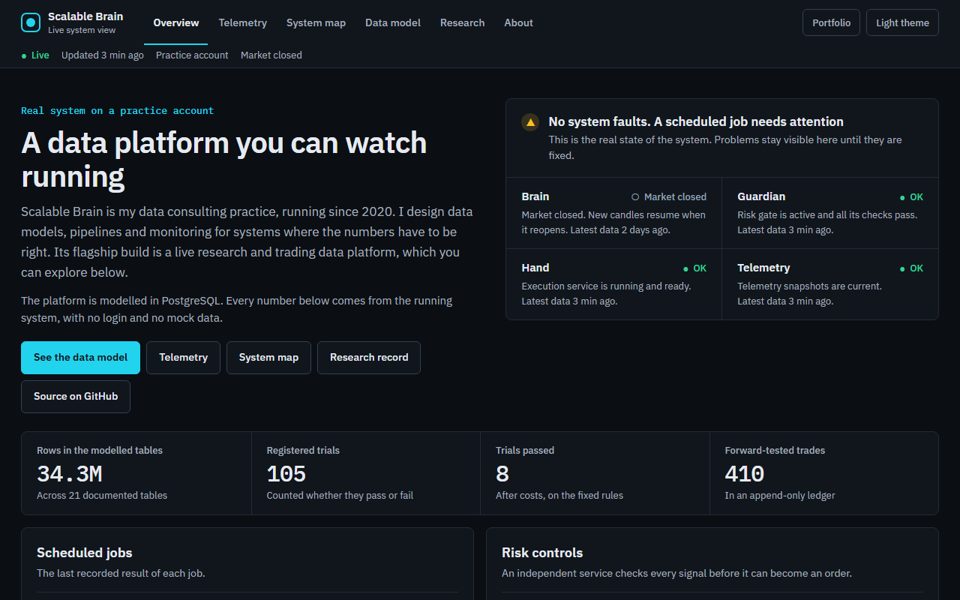 Scalable Brain
Live system view
Overview
Telemetry
System map
Data model
Research
About
Portfolio
Light theme
Live
Updated 3 min ago
Practice account
Market closed
Real system on a practice account
A data platform you can watch
running
Scalable Brain is my data consulting practice, running since 2020. I design data
models, pipelines and monitoring for systems where the numbers have to be
right. Its flagship build is a live research and trading data platform, which you
can explore below.
The platform is modelled in PostgreSQL. Every number below comes from the running
system, with no login and no mock data.
See the data model
Telemetry
System map
Research record
Source on GitHub
No system faults. A scheduled job needs attention
This is the real state of the system. Problems stay visible here until they are
fixed.
Brain
Market closed
Market closed. New candles resume when
it reopens. Latest data 2 days ago.
Guardian
OK
Risk gate is active and all its checks pass.
Latest data 3 min ago.
Hand
OK
Execution service is running and ready.
Latest data 3 min ago.
Telemetry
OK
Telemetry snapshots are current.
Latest data 3 min ago.
Rows in the modelled tables
34.3M
Across 21 documented tables
Registered trials
105
Counted whether they pass or fail
Trials passed
8
After costs, on the fixed rules
Forward-tested trades
410
In an append-only ledger
Scheduled jobs
The last recorded result of each job.
Risk controls
An independent service checks every signal before it can become an order.